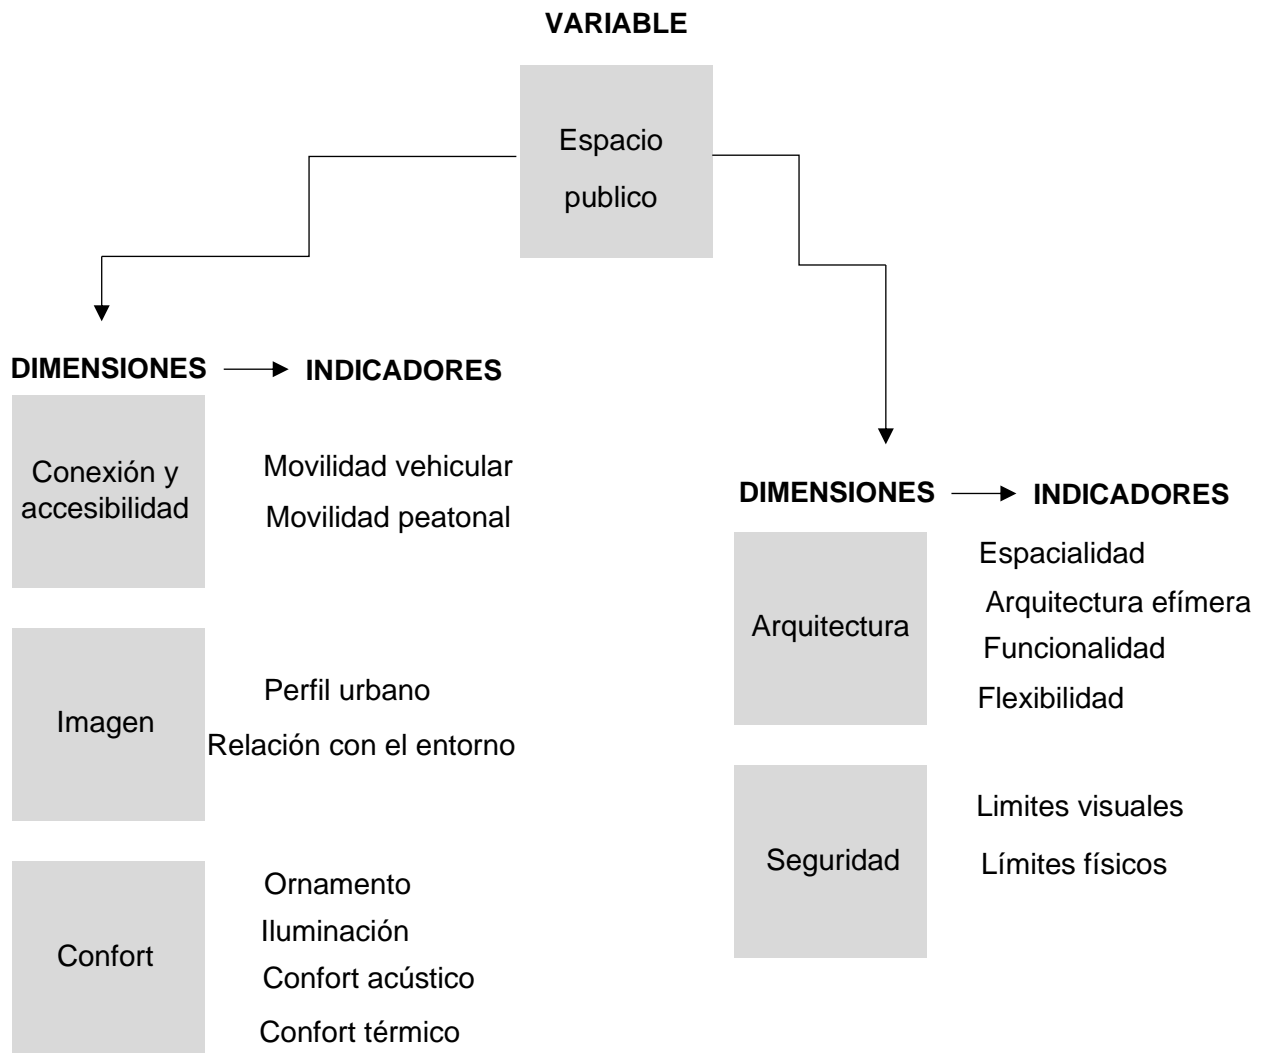 VARIABLE
Espacio
publico
DIMENSIONES
INDICADORES
Conexión y
accesibilidad
Movilidad vehicular
Movilidad peatonal
Imagen
Perfil urbano
Relación con el entorno
Confort
Ornamento
Iluminación
Confort acústico
Confort térmico
DIMENSIONES
INDICADORES
Arquitectura
Espacialidad
Arquitectura efímera
Funcionalidad
Flexibilidad
Seguridad
Limites visuales
Límites físicos